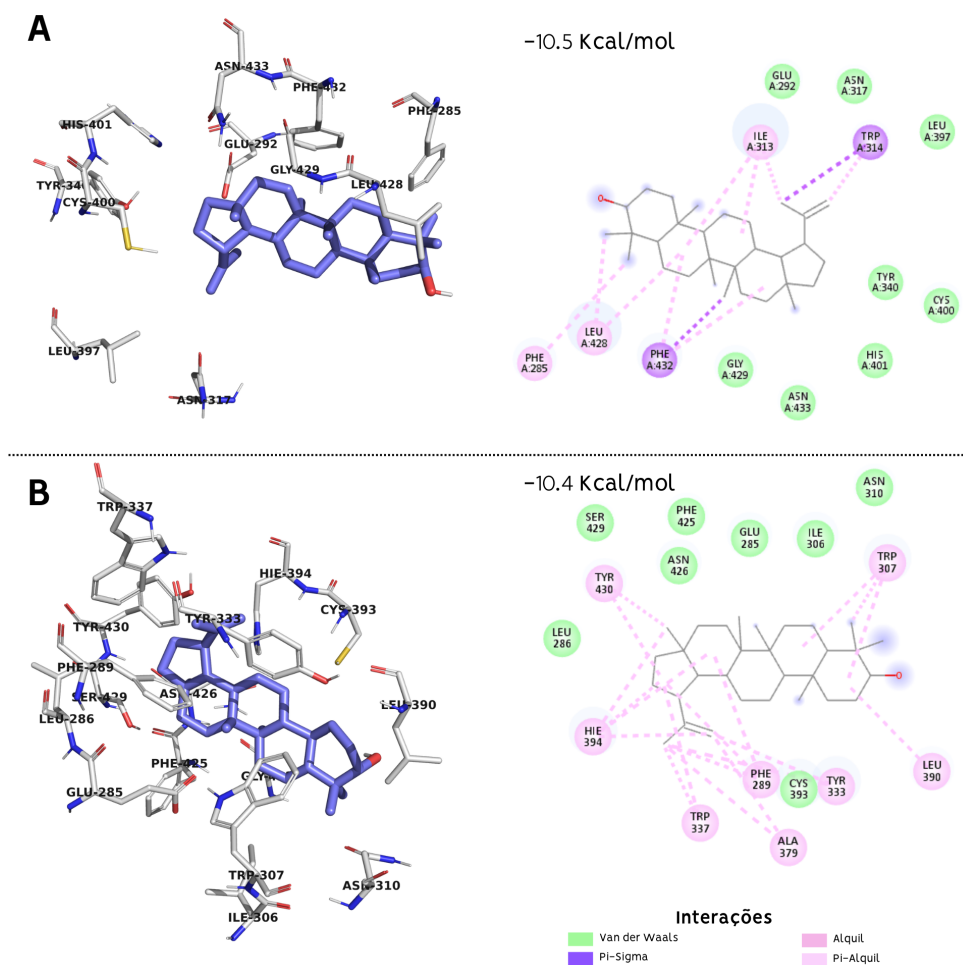 A
−10.5 Kcal/mol
ASN-433
PHE-432
PHE-285
HIS-401
GLU-292
GLY-429
LEU-428
TYR-34
CYS-400
LEU-397
ASN-317
GLU
A:292
ASN
A:317
ILE
A:313
TRP
A:314
LEU
A:397
O
TYR
A:340
CYS
A:400
LEU
A:428
PHE
A:285
PHE
A:432
GLY
A:429
HIS
A:401
ASN
A:433
B
−10.4 Kcal/mol
TRP-337
HIE-394
CYS-393
TYR-430
TYR-333
PHE-289
SER-429
ASN-426
LEU-286
LEU-390
PHE-425
GLU-285
TRP-307
ASN-310
ILE-306
ASN
310
SER
429
PHE
425
GLU
285
ILE
306
ASN
426
TRP
307
TYR
430
LEU
286
O
HIE
394
PHE
289
CYS
393
TYR
333
LEU
390
TRP
337
ALA
379
Interações
Van der Waals
Alquil
Pi-Sigma
Pi-Alquil